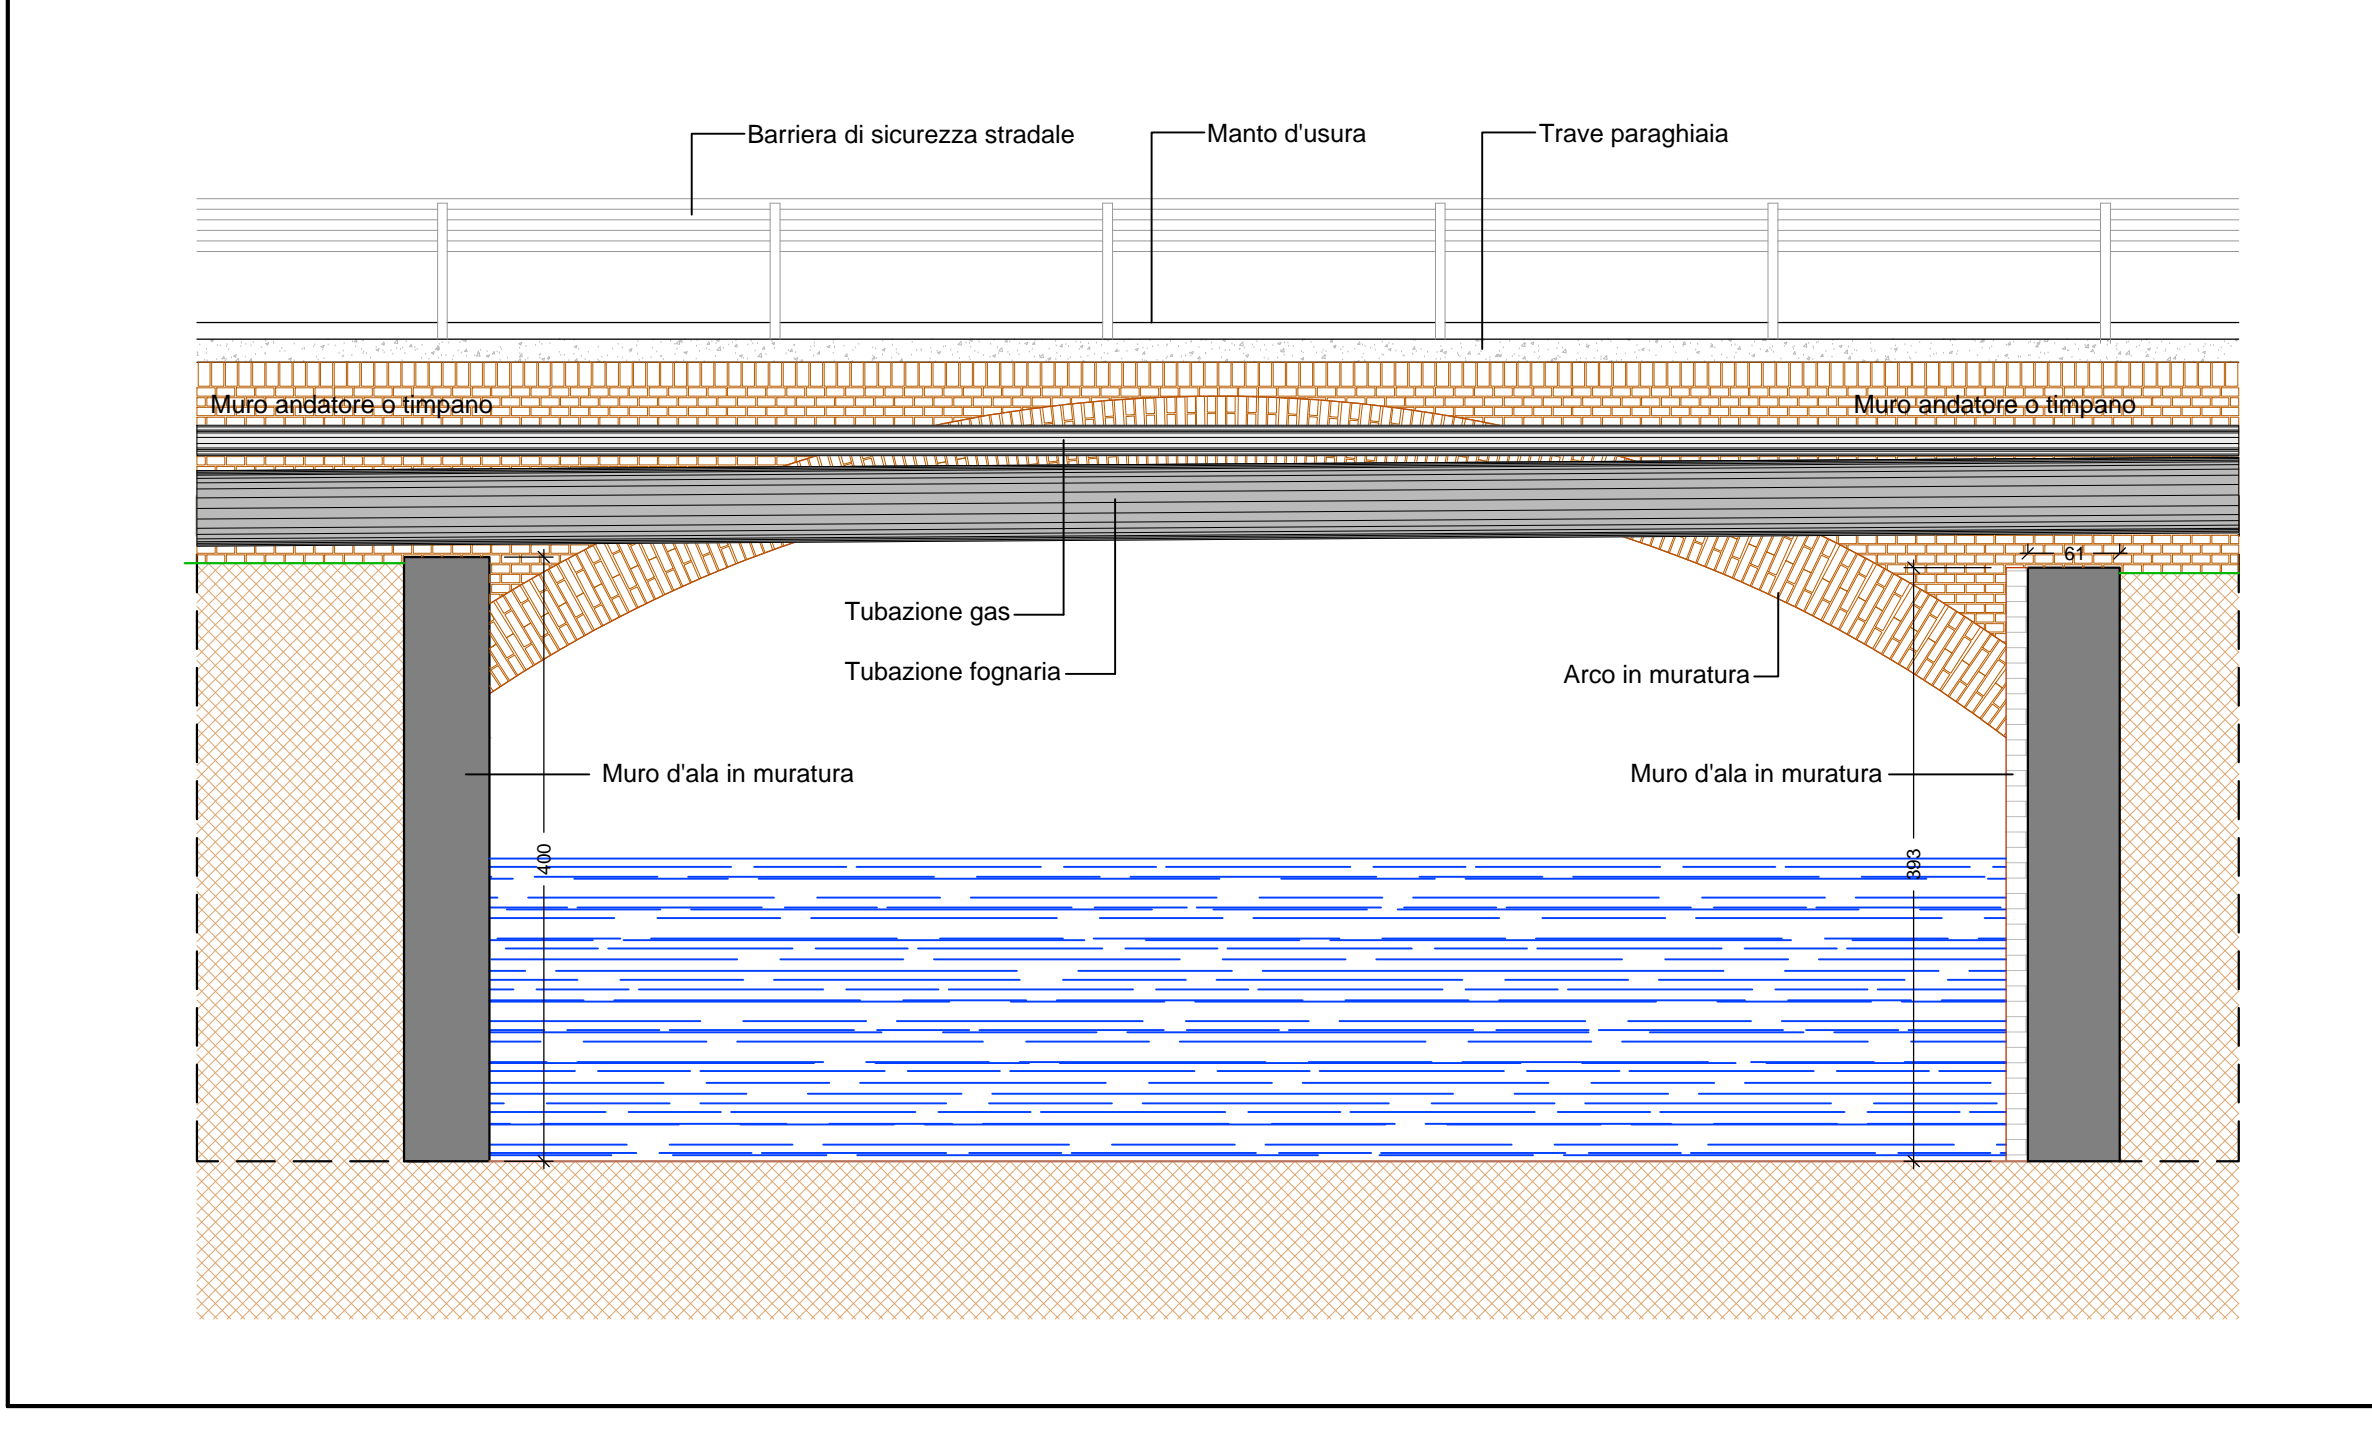 Barriera di sicurezza stradale
Manto d'usura
Trave paraghiaia
Muro andatore o timpano
Muro andatore o timpano
61
Tubazione gas
Tubazione fognaria
Arco in muratura
Muro d'ala in muratura
Muro d'ala in muratura
400
393